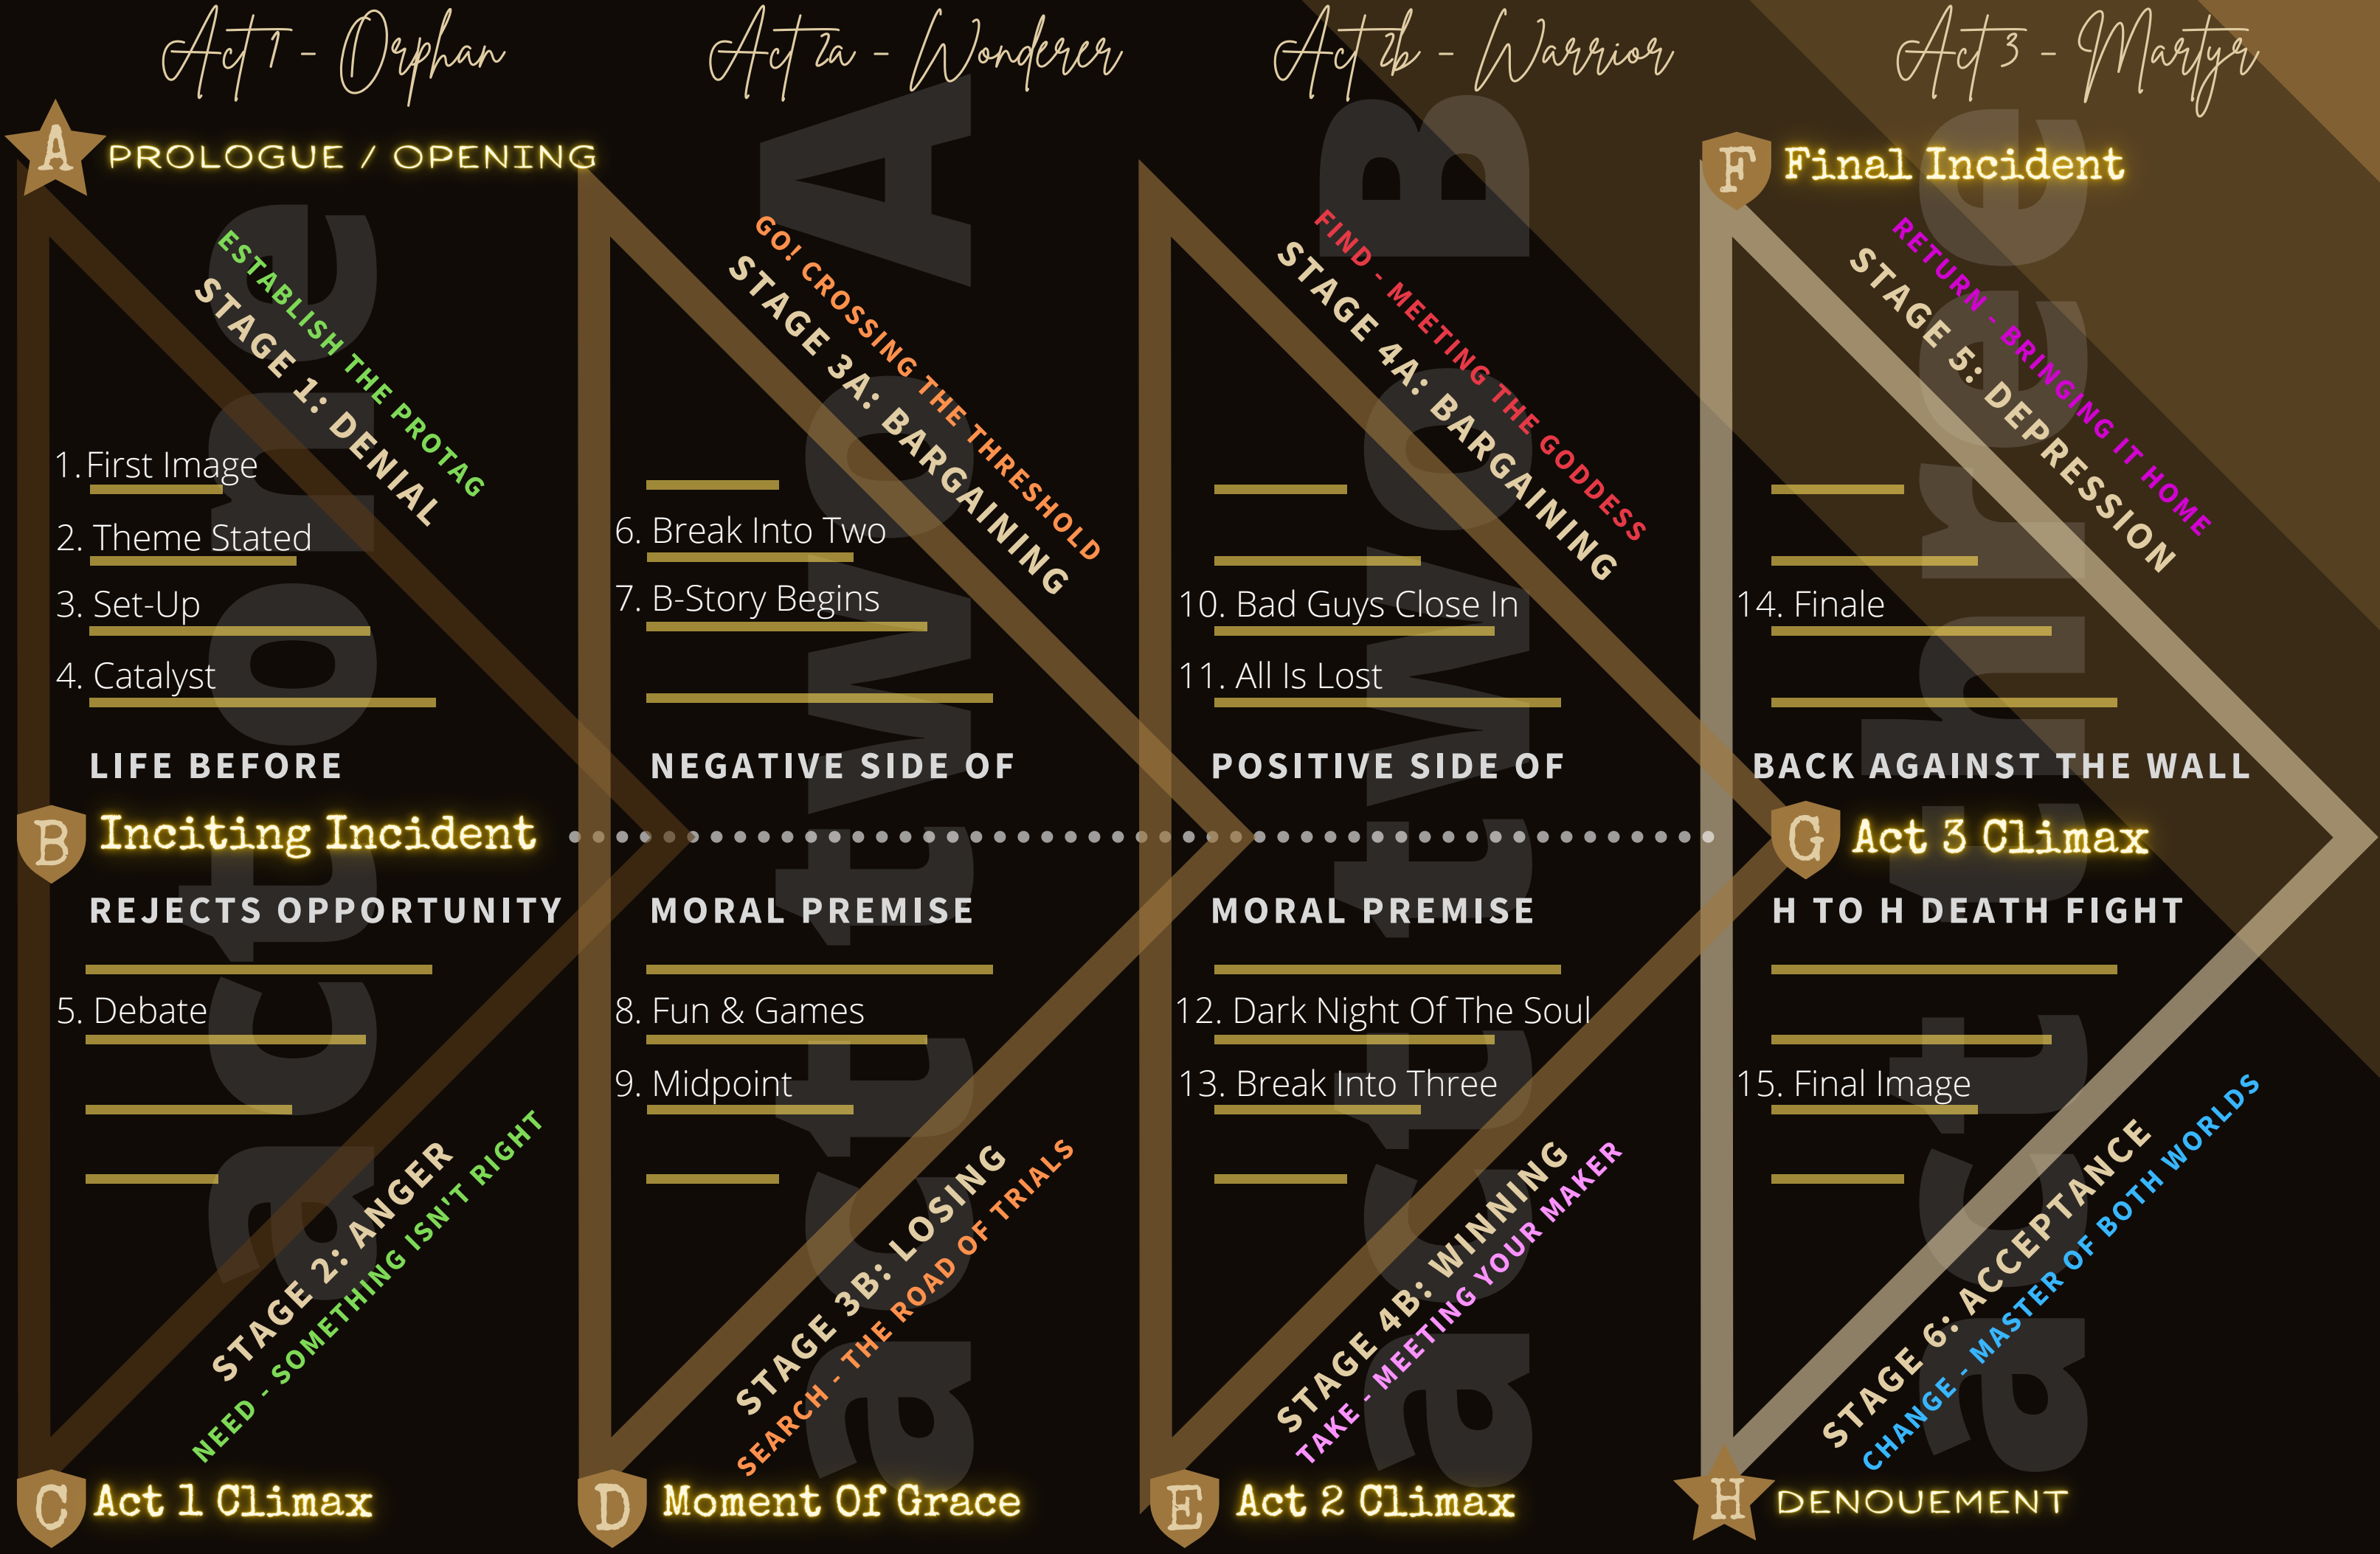 Act 1 - Orphan
Act 2a - Wonderer
Act 2b - Warrior
Act 3 - Martyr
act one
A
PROLOGUE / OPENING
ESTABLISH THE PROTAG
STAGE 1: DENIAL
1. First Image
2. Theme Stated
3. Set-Up
4. Catalyst
LIFE BEFORE
B
Inciting Incident
REJECTS OPPORTUNITY
5. Debate
STAGE 2: ANGER
NEED - SOMETHING ISN'T RIGHT
C
Act 1 Climax
act two A
GO! CROSSING THE THRESHOLD
STAGE 3A: BARGAINING
6. Break Into Two
7. B-Story Begins
NEGATIVE SIDE OF
MORAL PREMISE
8. Fun & Games
9. Midpoint
STAGE 3B: LOSING
SEARCH - THE ROAD OF TRIALS
D
Moment Of Grace
act two B
FIND - MEETING THE GODDESS
STAGE 4A: BARGAINING
10. Bad Guys Close In
11. All Is Lost
POSITIVE SIDE OF
MORAL PREMISE
12. Dark Night Of The Soul
13. Break Into Three
STAGE 4B: WINNING
TAKE - MEETING YOUR MAKER
E
Act 2 Climax
act three
F
Final Incident
RETURN - BRINGING IT HOME
STAGE 5: DEPRESSION
14. Finale
BACK AGAINST THE WALL
G
Act 3 Climax
H TO H DEATH FIGHT
15. Final Image
STAGE 6: ACCEPTANCE
CHANGE - MASTER OF BOTH WORLDS
H
DENOUEMENT